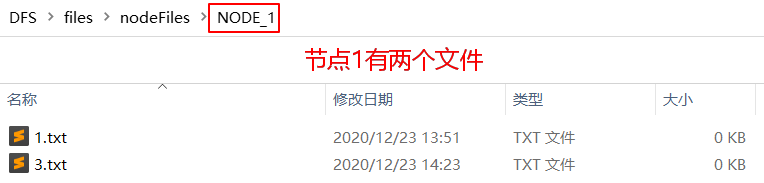 DFS › files › nodeFiles › NODE_1
节点1有两个文件
名称 修改日期 类型 大小
1.txt 2020/12/23 13:51 TXT 文件 0 KB
3.txt 2020/12/23 14:23 TXT 文件 0 KB